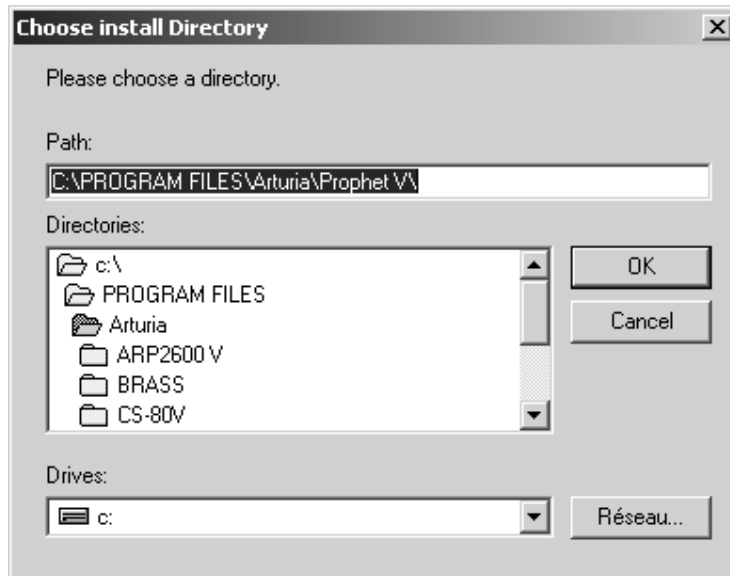 Choose install Directory
Please choose a directory.
Path:
C:\PROGRAM FILES\Arturia\Prophet V\
Directories:
c:\
PROGRAM FILES
Arturia
ARP2600 V
BRASS
CS-80V
OK
Cancel
Drives:
c:
Réseau...